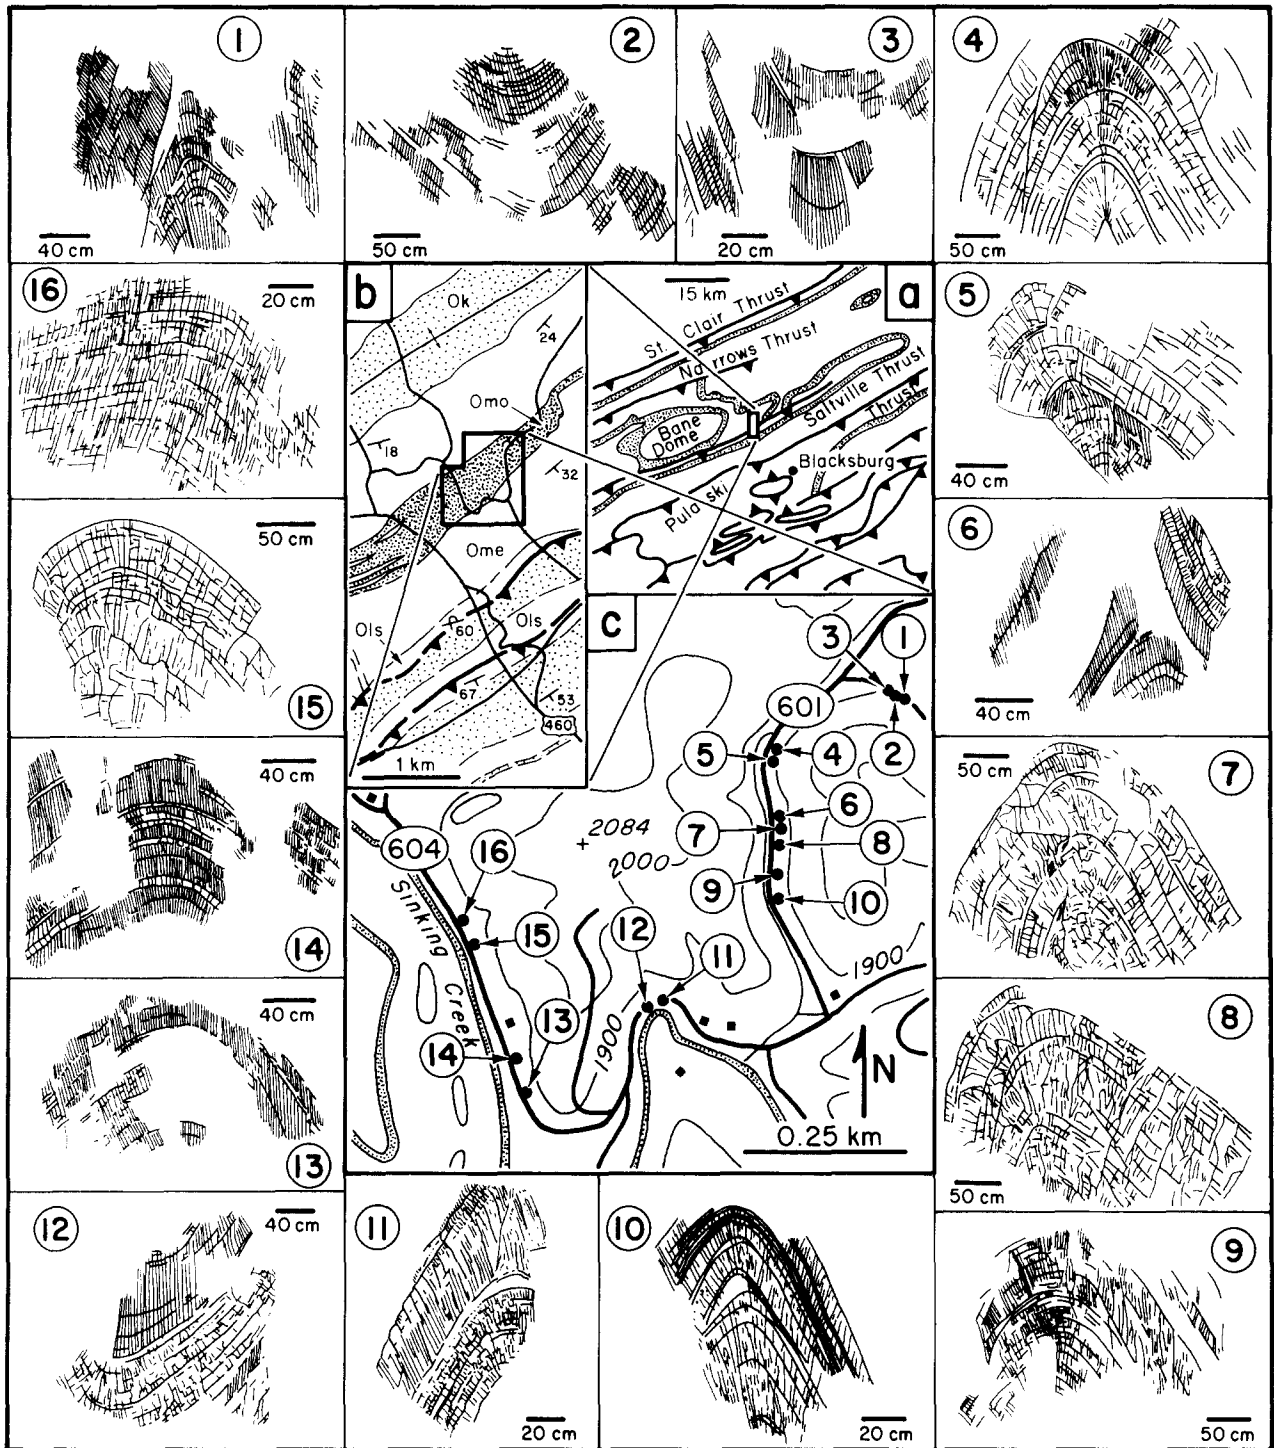 1
40 cm
2
50 cm
3
20 cm
4
50 cm
16
20 cm
b
Ok
24
Omo
18
32
Ome
Ols
60
Ols
67
53
460
1 km
a
15 km
St. Clair Thrust
Narrows Thrust
Saltville Thrust
Bane
Dome
Thrust
Blacksburg
Pulaski
5
40 cm
15
50 cm
6
40 cm
c
3
1
601
2
5
4
6
7
8
9
10
2084
2000
604
16
15
Sinking
Creek
12
11
1900
13
14
1900
N
0.25 km
14
40 cm
7
50 cm
13
40 cm
8
50 cm
12
40 cm
11
20 cm
10
20 cm
9
50 cm